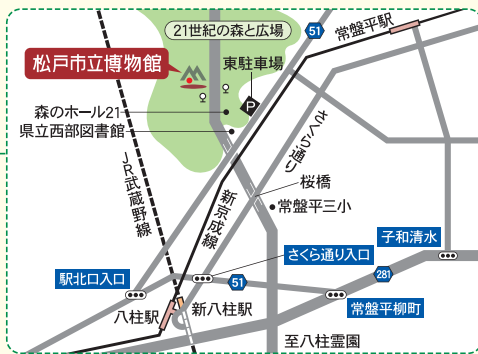 21世紀の森と広場
51
常盤平駅
松戸市立博物館
東駐車場
P
森のホール21
県立西部図書館
さくら通り
JR武蔵野線
桜橋
新京成線
常盤平三小
子和清水
さくら通り入口
281
駅北口入口
51
八柱駅
新八柱駅
常盤平柳町
至八柱霊園